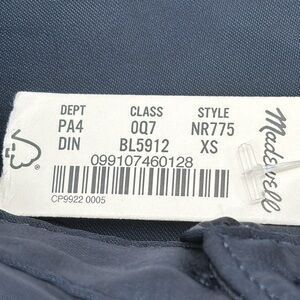 DEPT CLASS STYLE
PA4 0Q7 NR775
DIN BL5912 XS
099107460128
CP9922 0005
Madewell